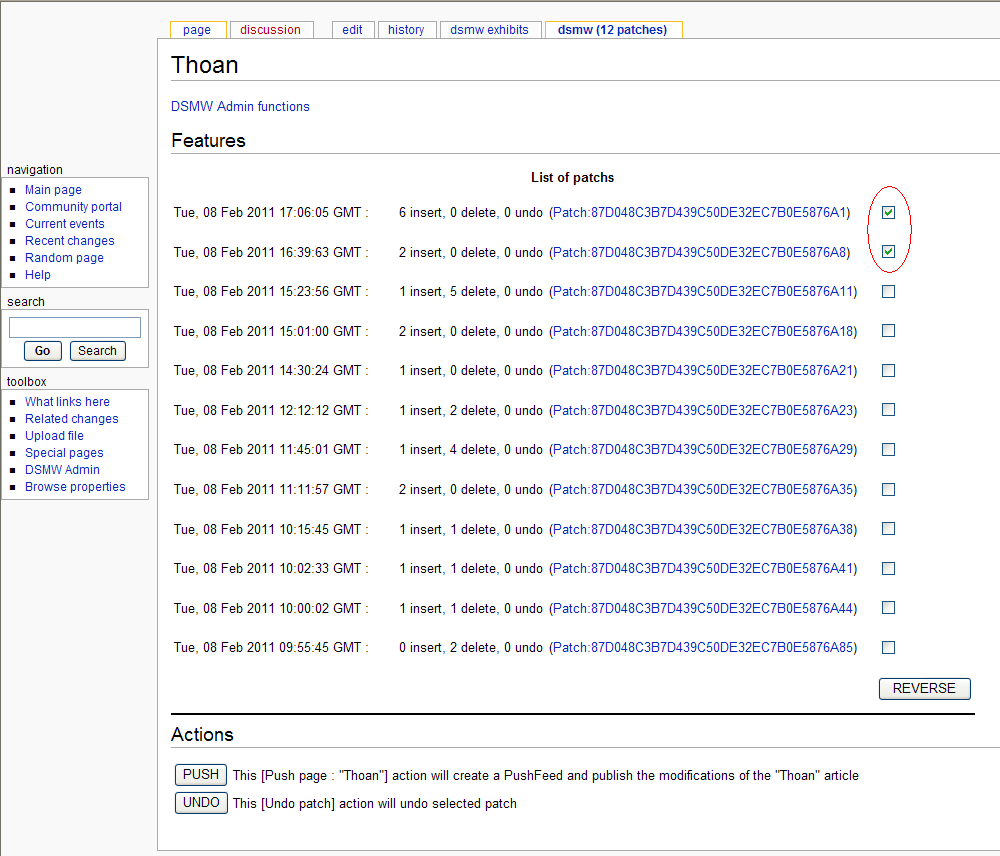 page discussion edit history dsmw exhibits dsmw (12 patches)
Thoan
DSMW Admin functions
Features
List of patchs
Tue, 08 Feb 2011 17:06:05 GMT : 6 insert, 0 delete, 0 undo (Patch:87D048C3B7D439C50DE32EC7B0E5876A1)
Tue, 08 Feb 2011 16:39:63 GMT : 2 insert, 0 delete, 0 undo (Patch:87D048C3B7D439C50DE32EC7B0E5876A8)
Tue, 08 Feb 2011 15:23:56 GMT : 1 insert, 5 delete, 0 undo (Patch:87D048C3B7D439C50DE32EC7B0E5876A11)
Tue, 08 Feb 2011 15:01:00 GMT : 2 insert, 0 delete, 0 undo (Patch:87D048C3B7D439C50DE32EC7B0E5876A18)
Tue, 08 Feb 2011 14:30:24 GMT : 1 insert, 0 delete, 0 undo (Patch:87D048C3B7D439C50DE32EC7B0E5876A21)
Tue, 08 Feb 2011 12:12:12 GMT : 1 insert, 2 delete, 0 undo (Patch:87D048C3B7D439C50DE32EC7B0E5876A23)
Tue, 08 Feb 2011 11:45:01 GMT : 1 insert, 4 delete, 0 undo (Patch:87D048C3B7D439C50DE32EC7B0E5876A29)
Tue, 08 Feb 2011 11:11:57 GMT : 2 insert, 0 delete, 0 undo (Patch:87D048C3B7D439C50DE32EC7B0E5876A35)
Tue, 08 Feb 2011 10:15:45 GMT : 1 insert, 1 delete, 0 undo (Patch:87D048C3B7D439C50DE32EC7B0E5876A38)
Tue, 08 Feb 2011 10:02:33 GMT : 1 insert, 1 delete, 0 undo (Patch:87D048C3B7D439C50DE32EC7B0E5876A41)
Tue, 08 Feb 2011 10:00:02 GMT : 1 insert, 1 delete, 0 undo (Patch:87D048C3B7D439C50DE32EC7B0E5876A44)
Tue, 08 Feb 2011 09:55:45 GMT : 0 insert, 2 delete, 0 undo (Patch:87D048C3B7D439C50DE32EC7B0E5876A85)
REVERSE
Actions
PUSH This [Push page : "Thoan"] action will create a PushFeed and publish the modifications of the "Thoan" article
UNDO This [Undo patch] action will undo selected patch
navigation
Main page
Community portal
Current events
Recent changes
Random page
Help
search
Go Search
toolbox
What links here
Related changes
Upload file
Special pages
DSMW Admin
Browse properties